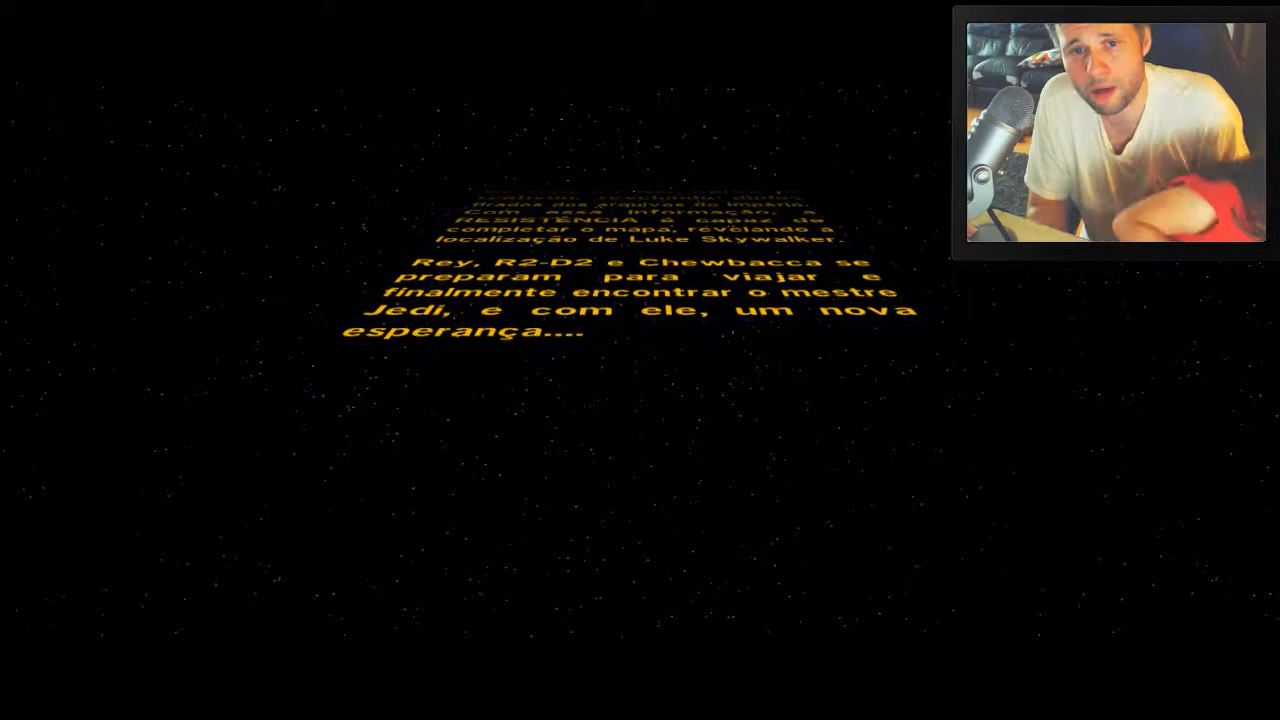 tirados dos arquivos do Império.
Com essa informação, a
RESISTÊNCIA é capaz de
completar o mapa, revelando a
localização de Luke Skywalker.
Rey, R2-D2 e Chewbacca se
preparam para viajar e
finalmente encontrar o mestre
Jedi, e com ele, um nova
esperança....